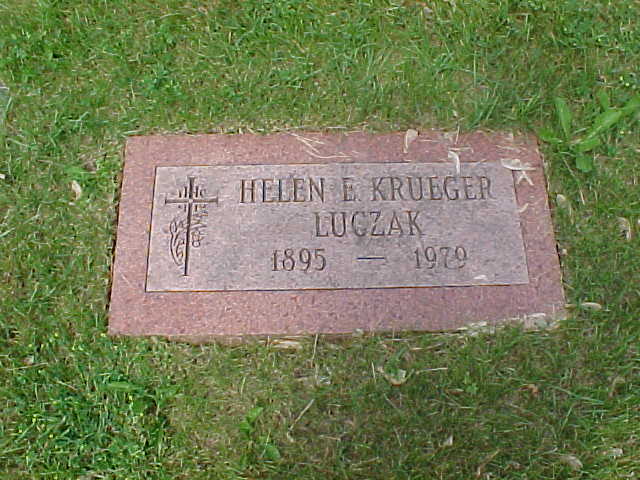 HELEN E. KRUEGER
LUCZAK
1895 — 1979